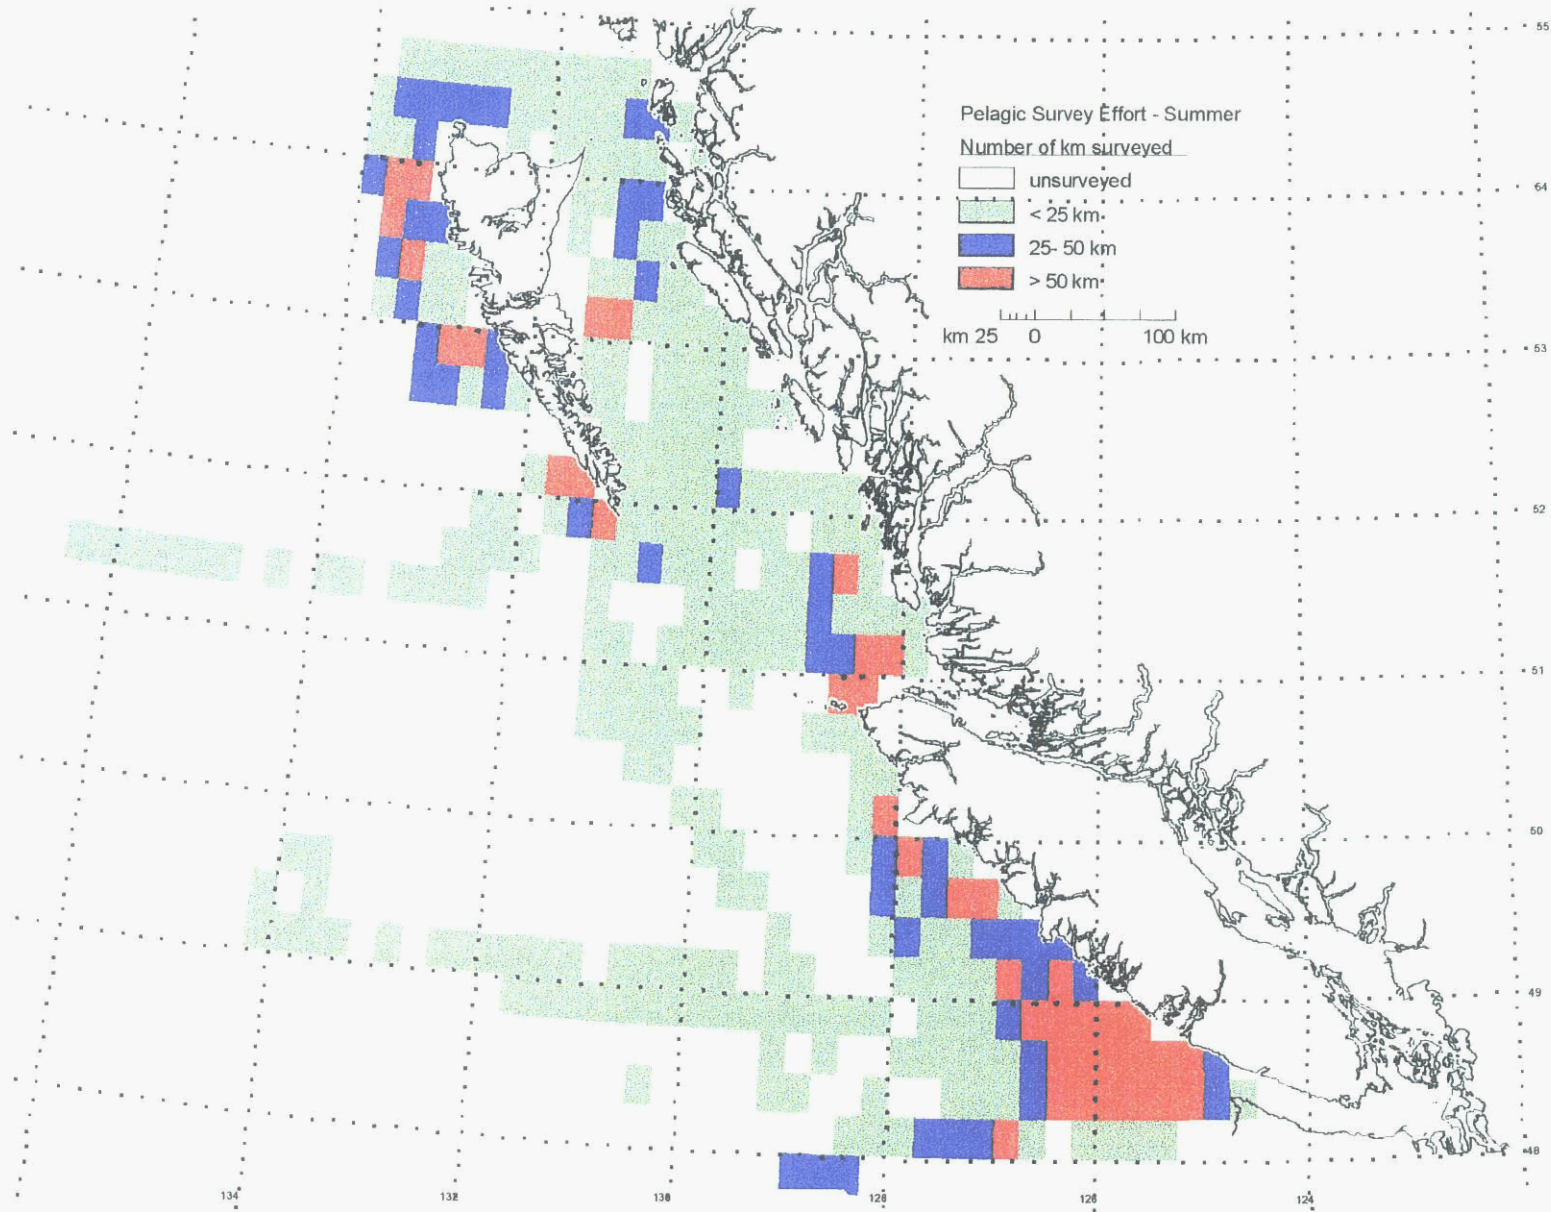 55
Pelagic Survey Effort - Summer
Number of km surveyed
unsurveyed
< 25 km
25- 50 km
> 50 km
km 25 0 100 km
64
53
52
51
50
49
48
134 132 130 128 126 124